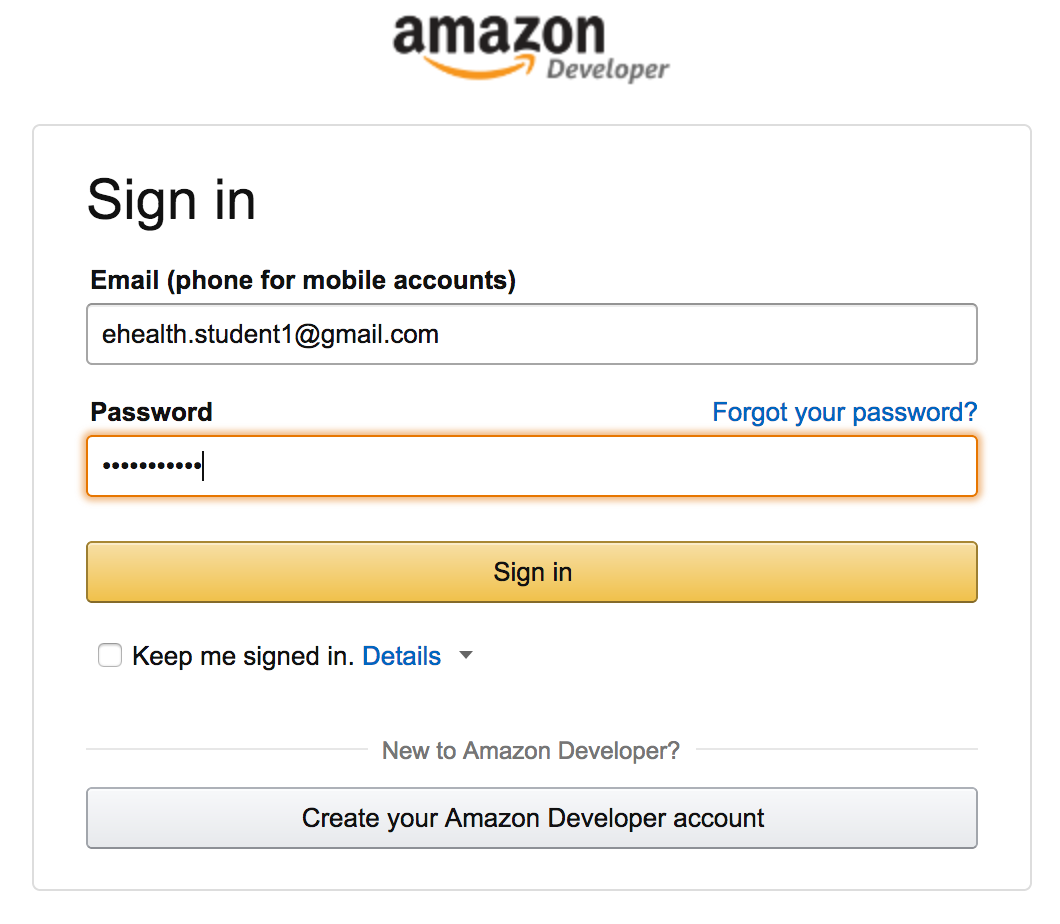 amazon
Developer
Sign in
Email (phone for mobile accounts)
ehealth.student1@gmail.com
Password Forgot your password?
•••••••••••
Sign in
Keep me signed in. Details
New to Amazon Developer?
Create your Amazon Developer account